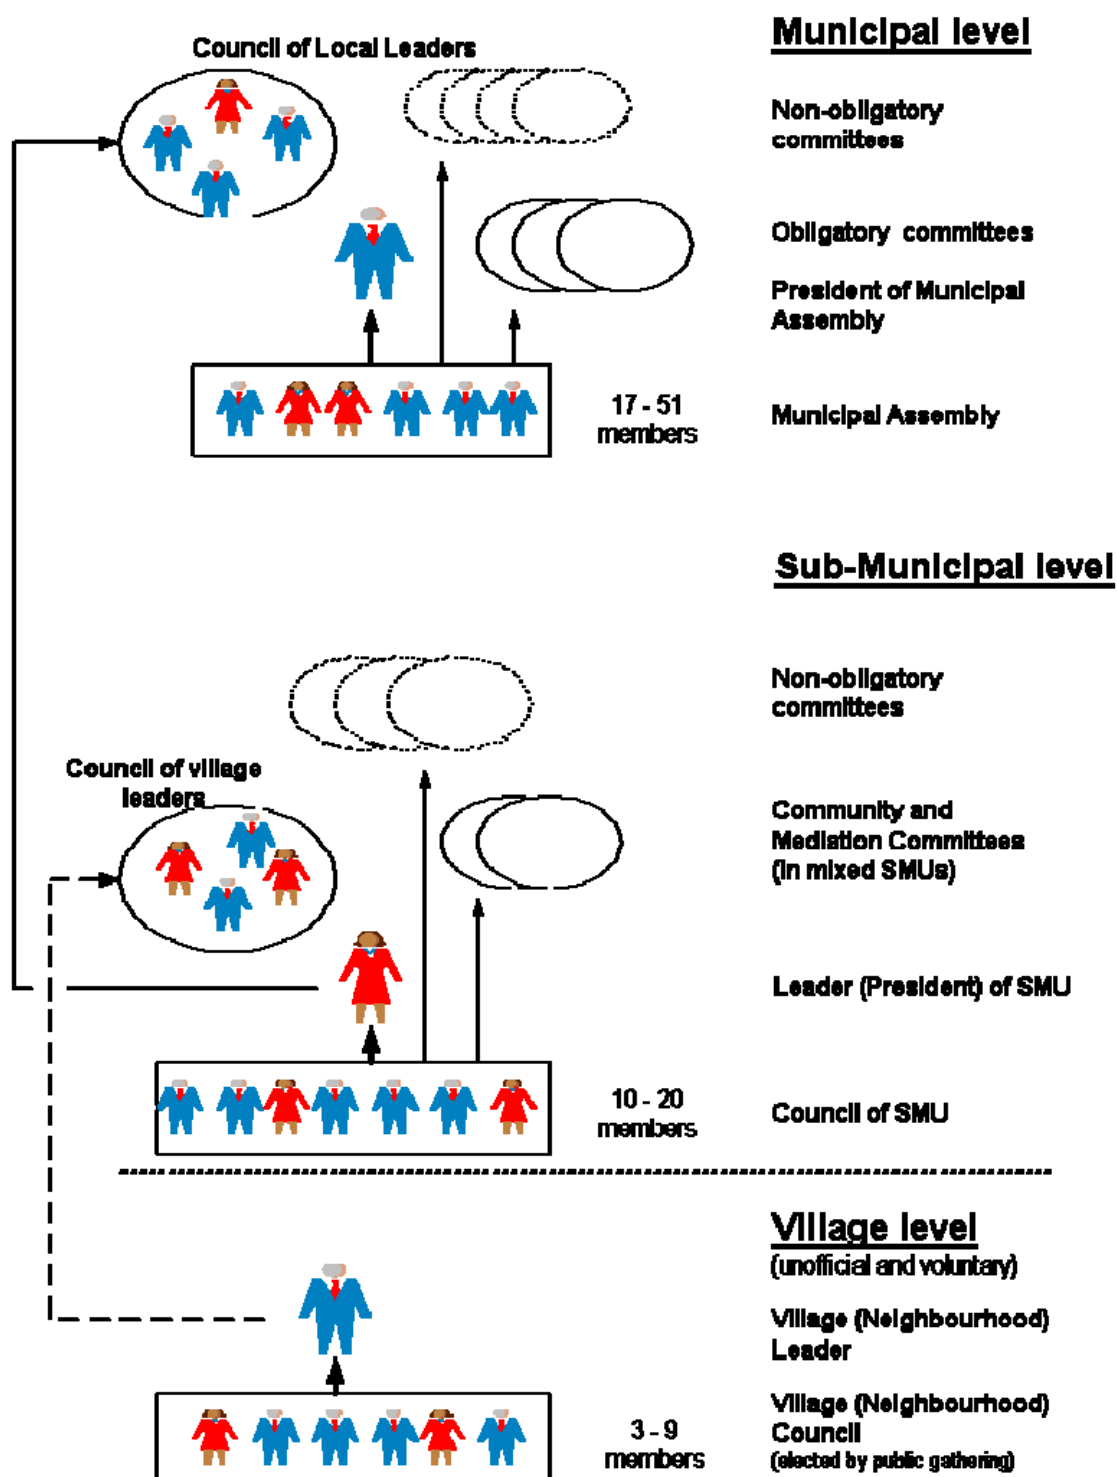 Municipal level
Council of Local Leaders
Non-obligatory
committees
Obligatory committees
President of Municipal
Assembly
17 - 51
members
Municipal Assembly
Sub-Municipal level
Non-obligatory
committees
Council of village
leaders
Community and
Mediation Committees
(in mixed SMUs)
Leader (President) of SMU
10 - 20
members
Council of SMU
Village level
(unofficial and voluntary)
Village (Neighbourhood)
Leader
3 - 9
members
Village (Neighbourhood)
Council
(elected by public gathering)